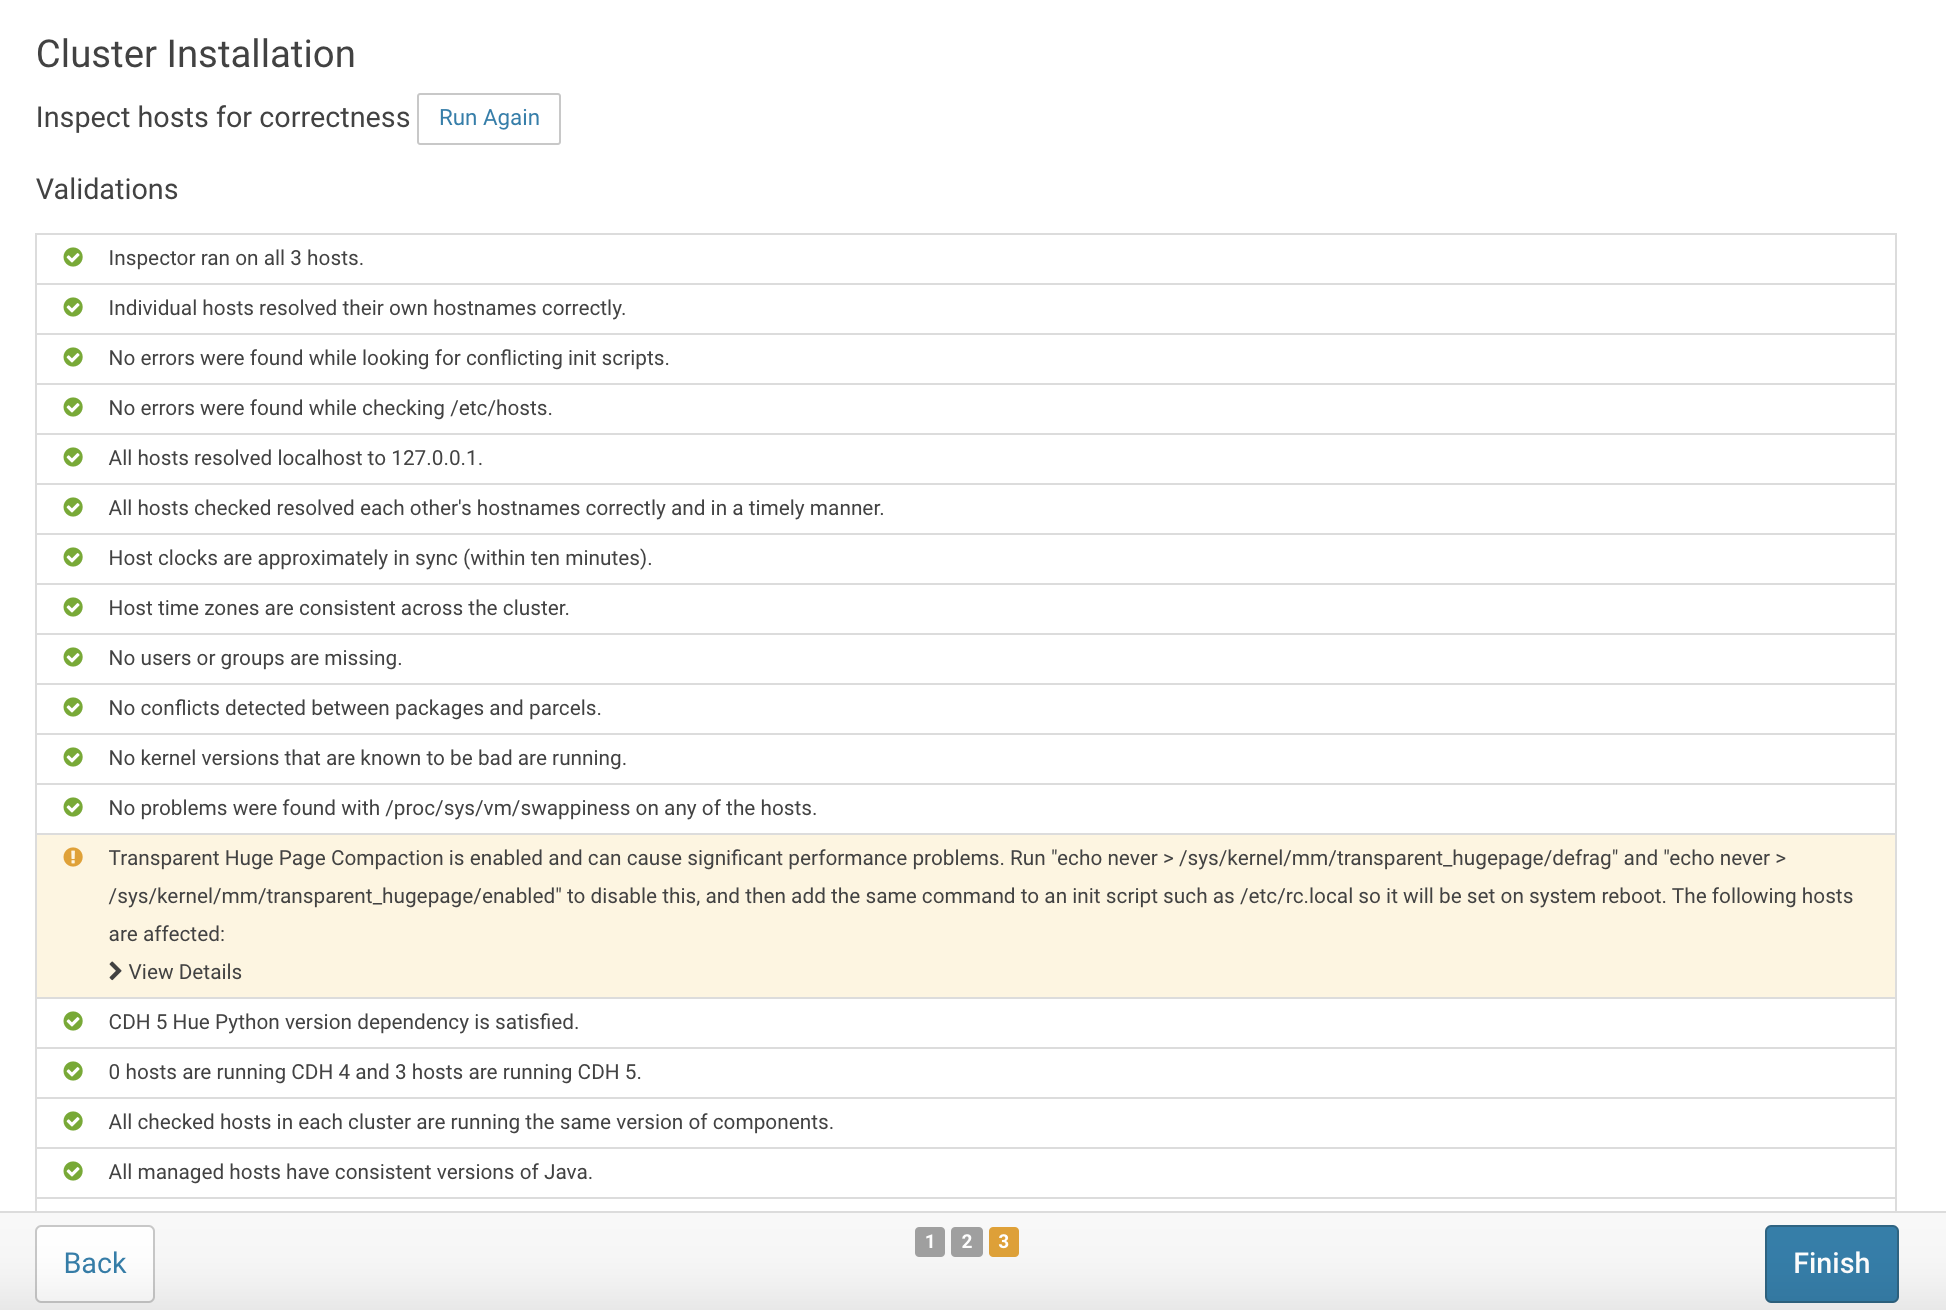 Cluster Installation
Inspect hosts for correctness Run Again
Validations
Inspector ran on all 3 hosts.
Individual hosts resolved their own hostnames correctly.
No errors were found while looking for conflicting init scripts.
No errors were found while checking /etc/hosts.
All hosts resolved localhost to 127.0.0.1.
All hosts checked resolved each other's hostnames correctly and in a timely manner.
Host clocks are approximately in sync (within ten minutes).
Host time zones are consistent across the cluster.
No users or groups are missing.
No conflicts detected between packages and parcels.
No kernel versions that are known to be bad are running.
No problems were found with /proc/sys/vm/swappiness on any of the hosts.
Transparent Huge Page Compaction is enabled and can cause significant performance problems. Run "echo never > /sys/kernel/mm/transparent_hugepage/defrag" and "echo never >
/sys/kernel/mm/transparent_hugepage/enabled" to disable this, and then add the same command to an init script such as /etc/rc.local so it will be set on system reboot. The following hosts
are affected:
View Details
CDH 5 Hue Python version dependency is satisfied.
0 hosts are running CDH 4 and 3 hosts are running CDH 5.
All checked hosts in each cluster are running the same version of components.
All managed hosts have consistent versions of Java.
Back 1 2 3 Finish